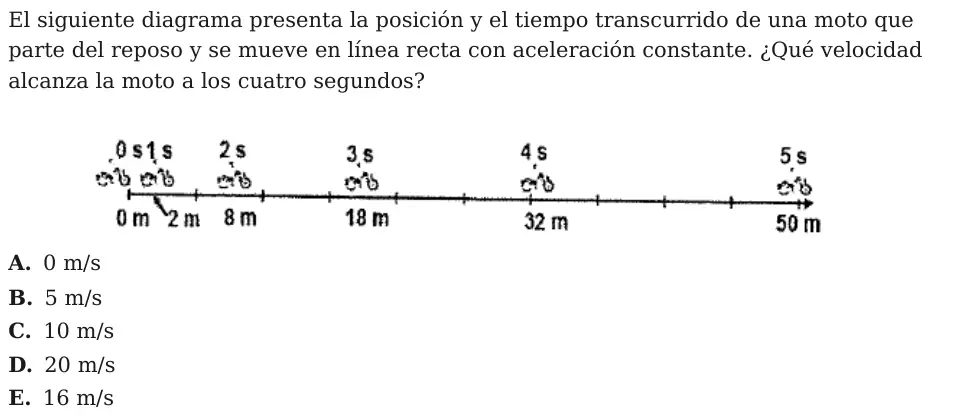 El siguiente diagrama presenta la posición y el tiempo transcurrido de una moto que
parte del reposo y se mueve en línea recta con aceleración constante. ¿Qué velocidad
alcanza la moto a los cuatro segundos?
0 s 1 s 2 s 3 s 4 s 5 s
0 m 2 m 8 m 18 m 32 m 50 m
A. 0 m/s
B. 5 m/s
C. 10 m/s
D. 20 m/s
E. 16 m/s